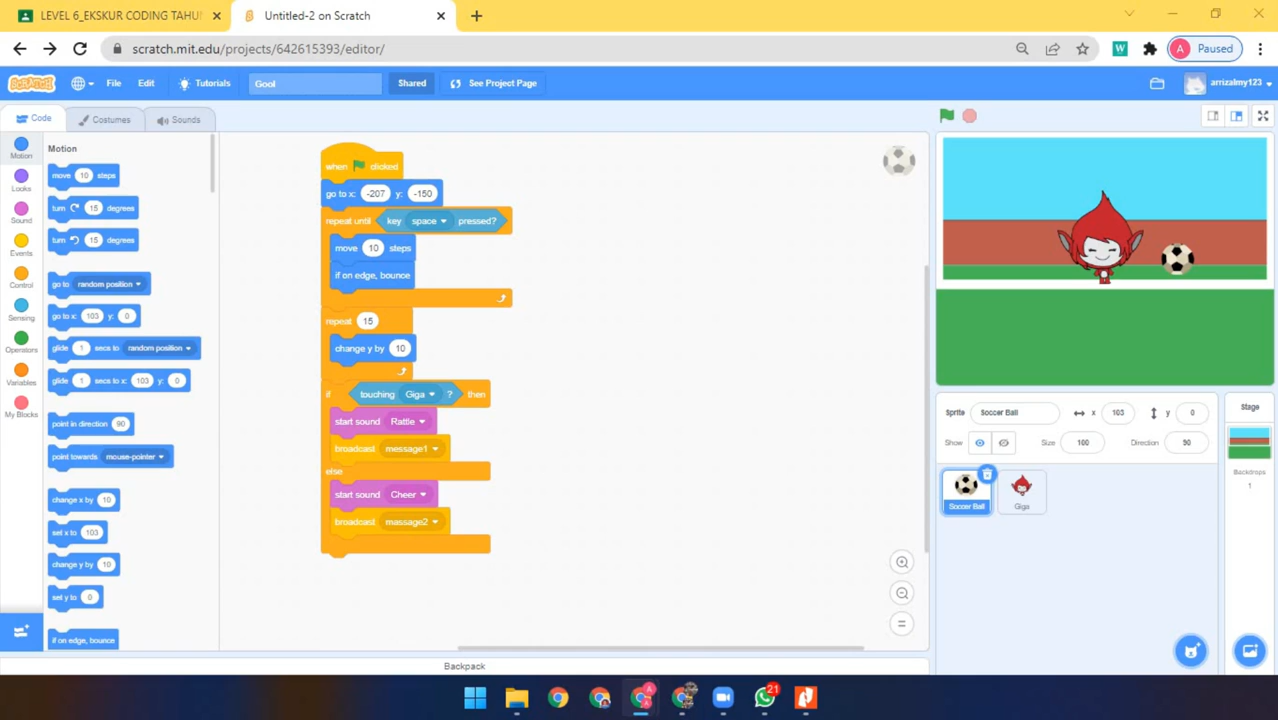 LEVEL 6_EKSKUR CODING TAHU
Untitled-2 on Scratch
scratch.mit.edu/projects/642615393/editor/
W
A Paused
SCRATCH
File Edit Tutorials Gool Shared See Project Page arrizalmy123
Code Costumes Sounds
Motion
Looks
Sound
Events
Control
Sensing
Operators
Variables
My Blocks
Motion
move 10 steps
turn 15 degrees
turn 15 degrees
go to random position
go to x: 103 y: 0
glide 1 secs to random position
glide 1 secs to x: 103 y: 0
point in direction 90
point towards mouse-pointer
change x by 10
set x to 103
change y by 10
set y to 0
if on edge, bounce
when clicked
go to x: -207 y: -150
repeat until key space pressed?
move 10 steps
if on edge, bounce
repeat 15
change y by 10
if touching Giga ? then
start sound Rattle
broadcast message1
else
start sound Cheer
broadcast massage2
Backpack
Sprite Soccer Ball x 103 y 0
Show Size 100 Direction 90
Soccer Ball
Giga
Stage
Backdrops
1
21